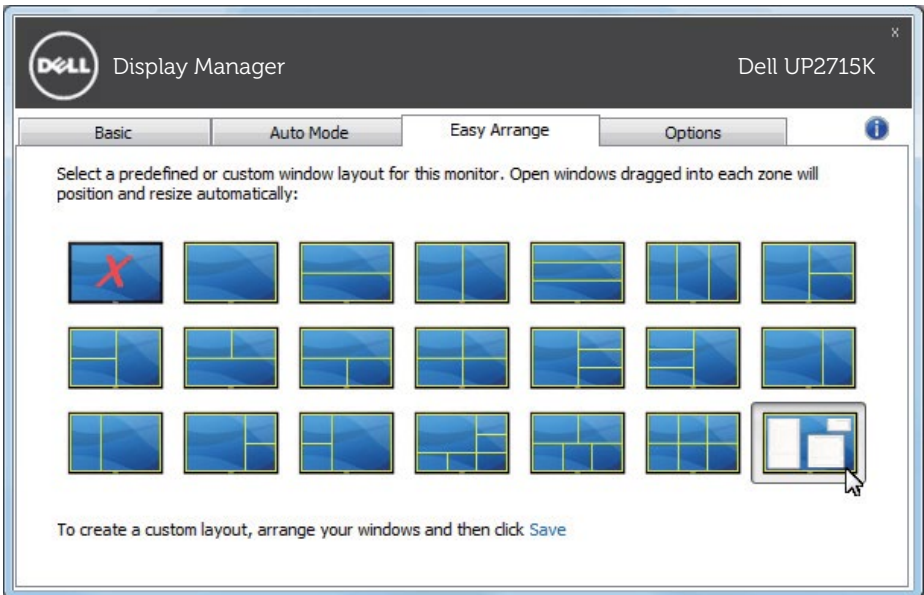 x
DELL Display Manager Dell UP2715K
Basic Auto Mode Easy Arrange Options i
Select a predefined or custom window layout for this monitor. Open windows dragged into each zone will
position and resize automatically:
X
To create a custom layout, arrange your windows and then click Save